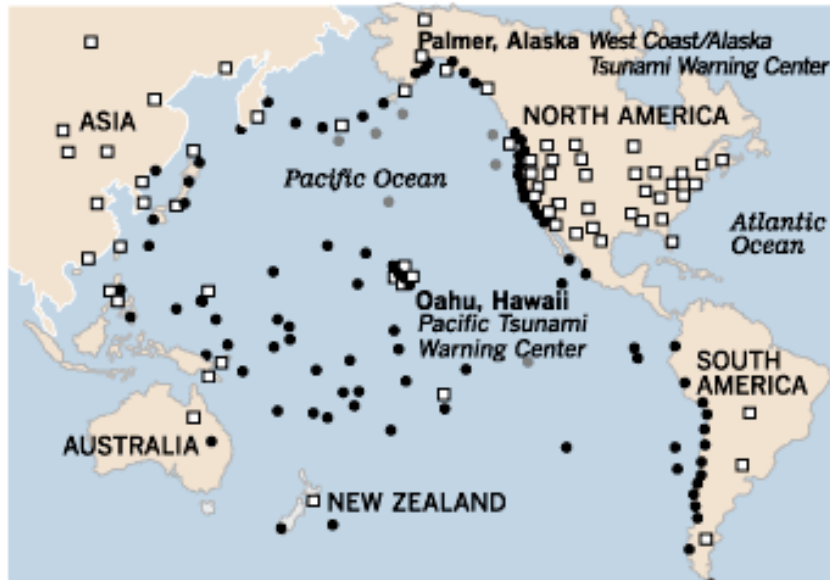 Palmer, Alaska West Coast/Alaska
Tsunami Warning Center
ASIA
NORTH AMERICA
Pacific Ocean
Atlantic
Ocean
Oahu, Hawaii
Pacific Tsunami
Warning Center
SOUTH
AMERICA
AUSTRALIA
NEW ZEALAND